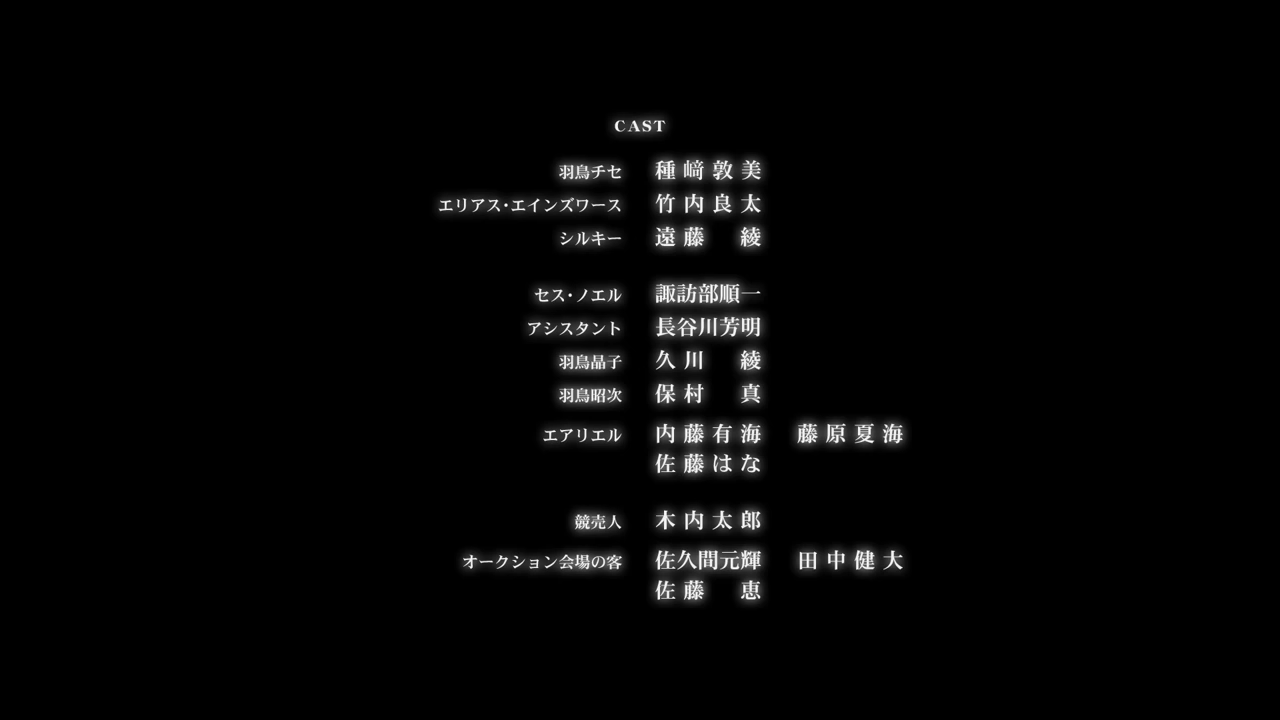 CAST
羽鳥チセ 種﨑敦美
エリアス・エインズワース 竹内良太
シルキー 遠藤 綾
セス・ノエル 諏訪部順一
アシスタント 長谷川芳明
羽鳥晶子 久川 綾
羽鳥昭次 保村 真
エアリエル 内藤有海 藤原夏海
佐藤はな
競売人 木内太郎
オークション会場の客 佐久間元輝 田中健大
佐藤 恵